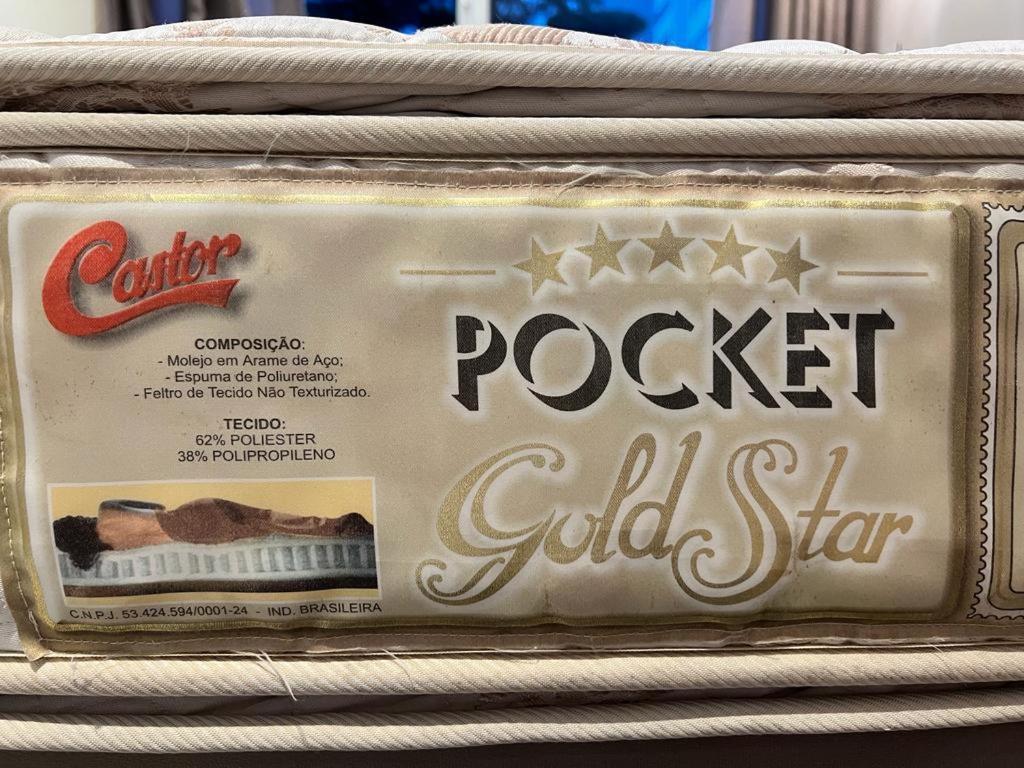 Castor
COMPOSIÇÃO:
- Molejo em Arame de Aço;
- Espuma de Poliuretano;
- Feltro de Tecido Não Texturizado.
TECIDO:
62% POLIESTER
38% POLIPROPILENO
C.N.P.J. 53.424.594/0001-24 - IND. BRASILEIRA
POCKET
Gold Star